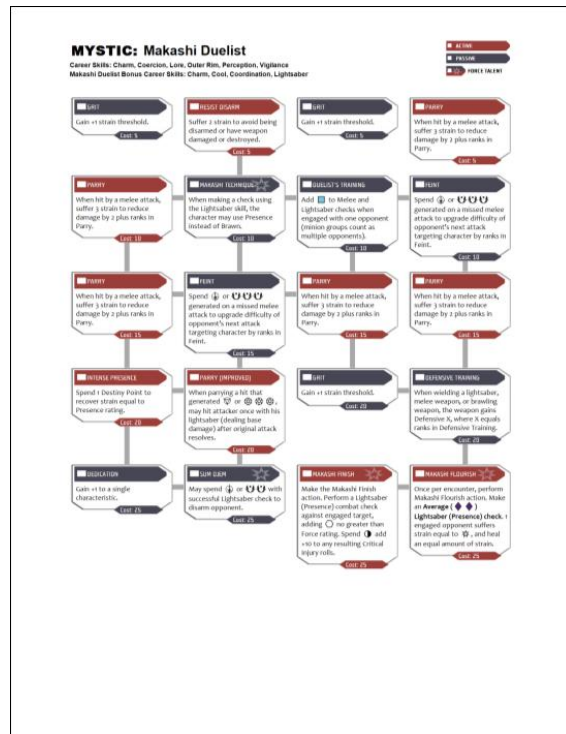 MYSTIC: Makashi Duelist
Career Skills: Charm, Coercion, Lore, Outer Rim, Perception, Vigilance
Makashi Duelist Bonus Career Skills: Charm, Cool, Coordination, Lightsaber
ACTIVE
PASSIVE
FORCE TALENT
GRIT
Gain +1 strain threshold.
Cost: 5
RESIST DISARM
Suffer 2 strain to avoid being
disarmed or have weapon
damaged or destroyed.
Cost: 5
GRIT
Gain +1 strain threshold.
Cost: 5
PARRY
When hit by a melee attack,
suffer 3 strain to reduce
damage by 2 plus ranks in
Parry.
Cost: 5
PARRY
When hit by a melee attack,
suffer 3 strain to reduce
damage by 2 plus ranks in
Parry.
Cost: 10
MAKASHI TECHNIQUE
When making a check using
the Lightsaber skill, the
character may use Presence
instead of Brawn.
Cost: 10
DUELIST'S TRAINING
Add to Melee and
Lightsaber checks when
engaged with one opponent
(minion groups count as
multiple opponents).
Cost: 10
FEINT
Spend or
generated on a missed melee
attack to upgrade difficulty of
opponent's next attack
targeting character by ranks in
Feint.
Cost: 10
PARRY
When hit by a melee attack,
suffer 3 strain to reduce
damage by 2 plus ranks in
Parry.
Cost: 15
FEINT
Spend or
generated on a missed melee
attack to upgrade difficulty of
opponent's next attack
targeting character by ranks in
Feint.
Cost: 15
PARRY
When hit by a melee attack,
suffer 3 strain to reduce
damage by 2 plus ranks in
Parry.
Cost: 15
PARRY
When hit by a melee attack,
suffer 3 strain to reduce
damage by 2 plus ranks in
Parry.
Cost: 15
INTENSE PRESENCE
Spend 1 Destiny Point to
recover strain equal to
Presence rating.
Cost: 20
PARRY (IMPROVED)
When parrying a hit that
generated or ,
may hit attacker once with his
lightsaber (dealing base
damage) after original attack
resolves.
Cost: 20
GRIT
Gain +1 strain threshold.
Cost: 20
DEFENSIVE TRAINING
When wielding a lightsaber,
melee weapon, or brawling
weapon, the weapon gains
Defensive X, where X equals
ranks in Defensive Training.
Cost: 20
DEDICATION
Gain +1 to a single
characteristic.
Cost: 25
SUM DJEM
May spend or with
successful Lightsaber check to
disarm opponent.
Cost: 25
MAKASHI FINISH
Make the Makashi Finish
action. Perform a Lightsaber
(Presence) combat check
against engaged target,
adding no greater than
Force rating. Spend add
+10 to any resulting Critical
Injury rolls.
Cost: 25
MAKASHI FLOURISH
Once per encounter, perform
Makashi Flourish action. Make
an Average ( )
Lightsaber (Presence) check. 1
engaged opponent suffers
strain equal to , and heal
an equal amount of strain.
Cost: 25